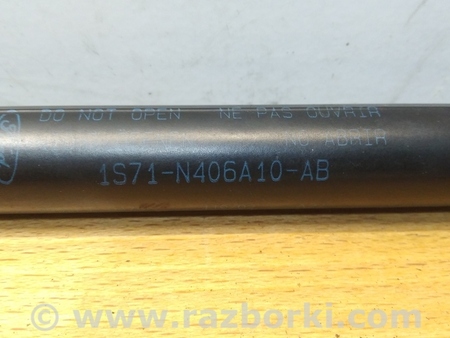 DO NOT OPEN NE PAS OUVRIR
NO ABRIR
1S71-N406A10-AB
© www.razborki.com